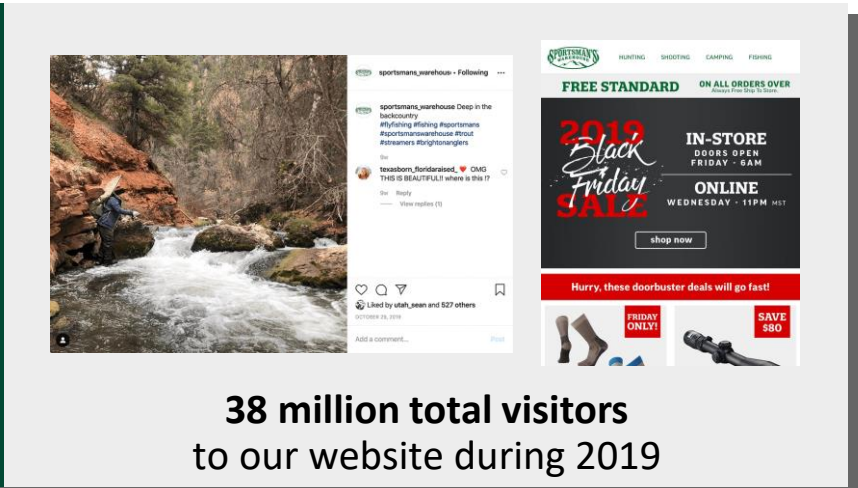 sportsmans_warehouse • Following •••
sportsmans_warehouse Deep in the
backcountry
#flyfishing #fishing #sportsmans
#sportsmanswarehouse #trout
#streamers #brightonanglers
texasborn_floridaraised_ ❤️ OMG
THIS IS BEAUTIFUL!! where is this !?
Reply
View replies (1)
Liked by utah_sean and 527 others
OCTOBER 28, 2019
Add a comment...
Post
SPORTSMAN'S
WAREHOUSE
HUNTING SHOOTING CAMPING FISHING
FREE STANDARD
ON ALL ORDERS OVER
Always Free Ship To Store.
2019
Black
Friday
SALE
IN-STORE
DOORS OPEN
FRIDAY - 6AM
ONLINE
WEDNESDAY - 11PM MST
shop now
Hurry, these doorbuster deals will go fast!
FRIDAY
ONLY!
SAVE
$80
38 million total visitors
to our website during 2019